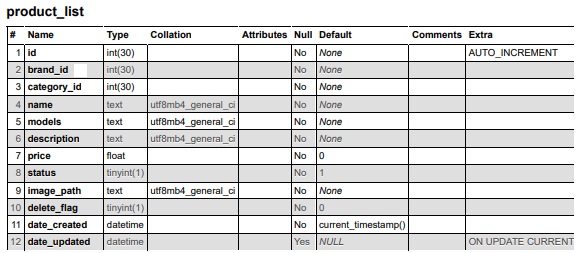 product_list
# Name Type Collation Attributes Null Default Comments Extra
1 id int(30) No None AUTO_INCREMENT
2 brand_id int(30) No None
3 category_id int(30) No None
4 name text utf8mb4_general_ci No None
5 models text utf8mb4_general_ci No None
6 description text utf8mb4_general_ci No None
7 price float No 0
8 status tinyint(1) No 1
9 image_path text utf8mb4_general_ci No None
10 delete_flag tinyint(1) No 0
11 date_created datetime No current_timestamp()
12 date_updated datetime Yes NULL ON UPDATE CURRENT